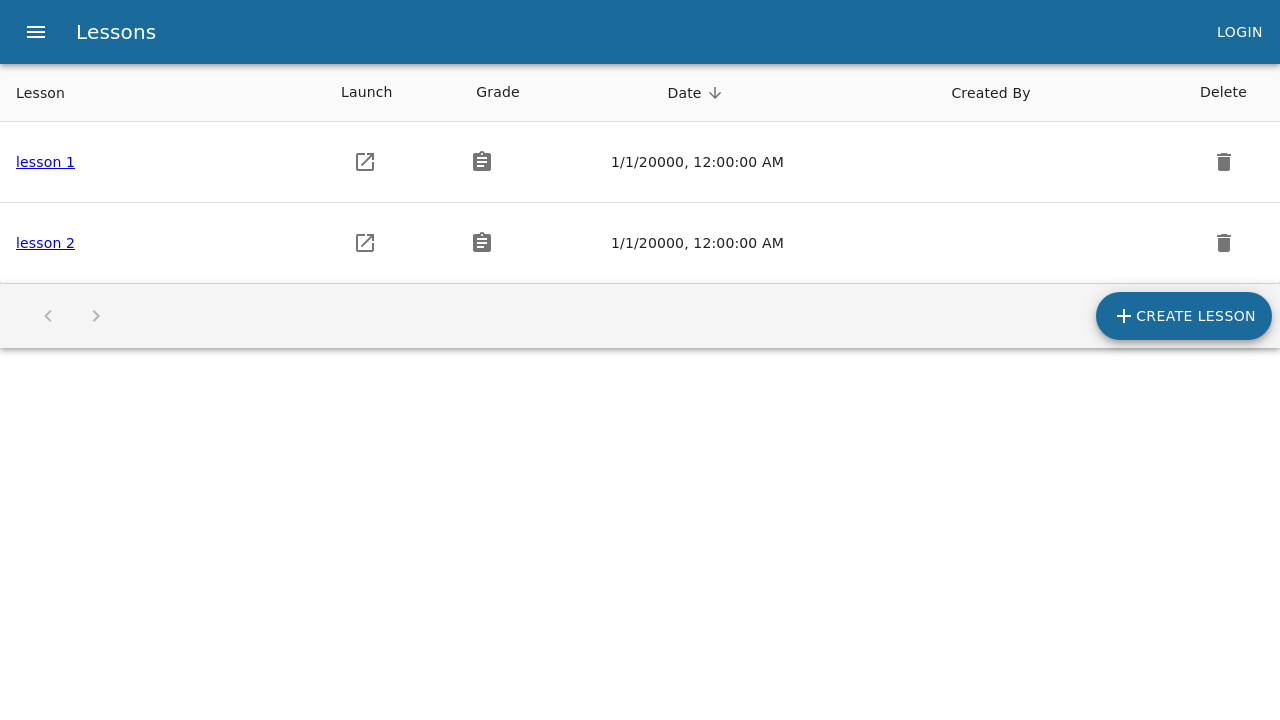 Lessons LOGIN
Lesson Launch Grade Date Created By Delete
lesson 1 1/1/20000, 12:00:00 AM
lesson 2 1/1/20000, 12:00:00 AM
CREATE LESSON